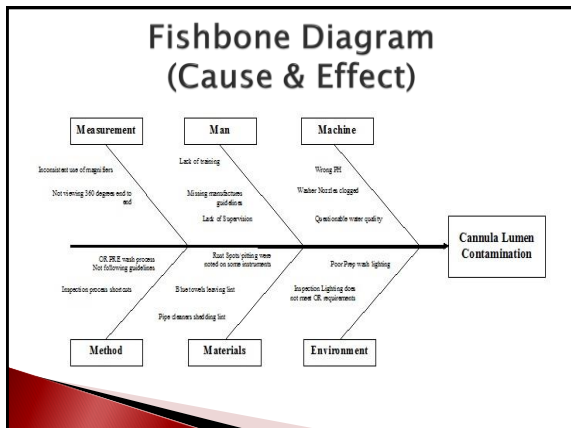 Fishbone Diagram
(Cause & Effect)
Measurement
Man
Machine
Inconsistent use of magnifiers
Not viewing 360 degrees end to
end
Lack of training
Missing manufactures
guidelines
Lack of Supervision
Wrong PH
Washer Nozzles clogged
Questionable water quality
Cannula Lumen
Contamination
OR PRE wash process
Not following guidelines
Inspection process shortcuts
Rust Spots pitting were
noted on some instruments
Blue towels leaving lint
Pipe cleaners shedding lint
Poor Prep wash lighting
Inspection Lighting does
not meet OR requirements
Method
Materials
Environment